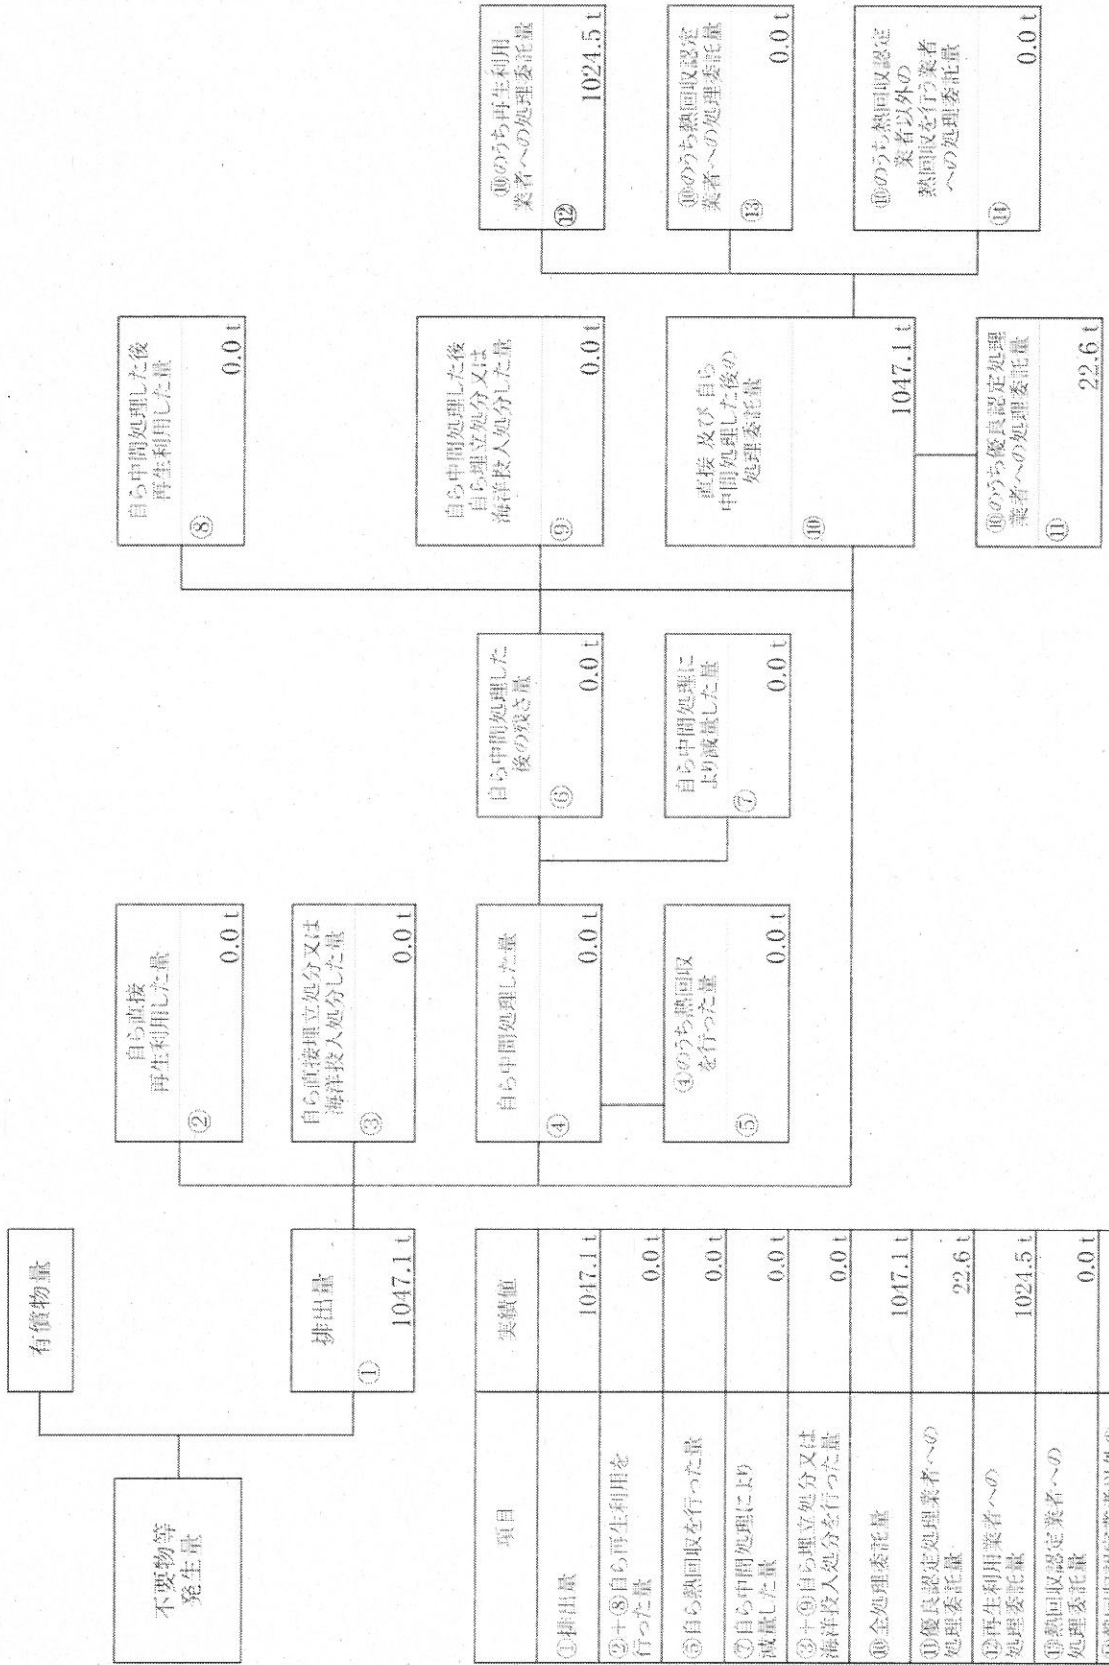 不要物等
発生量
有償物量
排出量
①
1047.1 t
自ら直接
再生利用した量
②
0.0 t
自ら直接埋立処分又は
海洋投入処分した量
③
0.0 t
自ら中間処理した量
④
0.0 t
④のうち熱回収
を行った量
⑤
0.0 t
自ら中間処理した
後の残さ量
⑥
0.0 t
自ら中間処理に
より減量した量
⑦
0.0 t
自ら中間処理した後
再生利用した量
⑧
0.0 t
自ら中間処理した後
自ら埋立処分又は
海洋投入処分した量
⑨
0.0 t
直接 及び 自ら
中間処理した後の
処理委託量
⑩
1047.1 t
⑩のうち優良認定処理
業者への処理委託量
⑪
22.6 t
⑩のうち再生利用
業者への処理委託量
⑫
1024.5 t
⑩のうち熱回収認定
業者への処理委託量
⑬
0.0 t
⑩のうち熱回収認定
業者以外の
熱回収を行う業者
への処理委託量
⑭
0.0 t
項目 実績値
①排出量 1047.1 t
②+⑧自ら再生利用を
行った量 0.0 t
⑤自ら熱回収を行った量 0.0 t
⑦自ら中間処理により
減量した量 0.0 t
③+⑨自ら埋立処分又は
海洋投入処分を行った量 0.0 t
⑩全処理委託量 1047.1 t
⑪優良認定処理業者への
処理委託量 22.6 t
⑫再生利用業者への
処理委託量 1024.5 t
⑬熱回収認定業者への
処理委託量 0.0 t